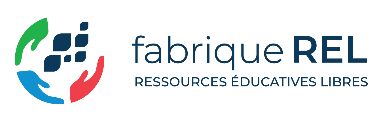 fabrique REL
RESSOURCES ÉDUCATIVES LIBRES